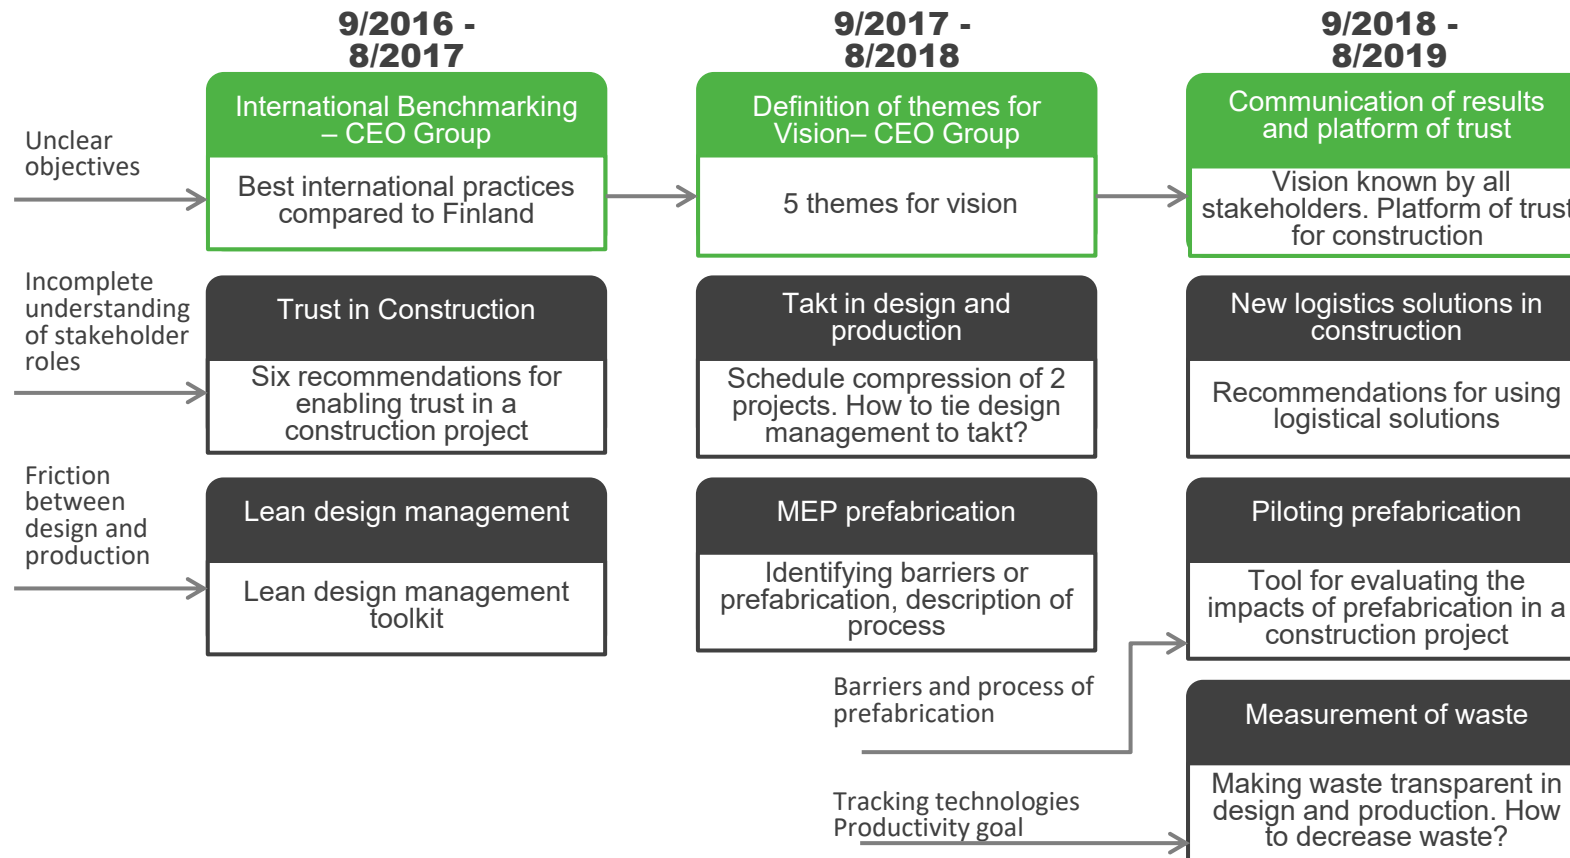 9/2016 -
8/2017
9/2017 -
8/2018
9/2018 -
8/2019
Unclear
objectives
International Benchmarking
– CEO Group
Best international practices
compared to Finland
Definition of themes for
Vision– CEO Group
5 themes for vision
Communication of results
and platform of trust
Vision known by all
stakeholders. Platform of trust
for construction
Incomplete
understanding
of stakeholder
roles
Trust in Construction
Six recommendations for
enabling trust in a
construction project
Takt in design and
production
Schedule compression of 2
projects. How to tie design
management to takt?
New logistics solutions in
construction
Recommendations for using
logistical solutions
Friction
between
design and
production
Lean design management
Lean design management
toolkit
MEP prefabrication
Identifying barriers or
prefabrication, description of
process
Piloting prefabrication
Tool for evaluating the
impacts of prefabrication in a
construction project
Barriers and process of
prefabrication
Measurement of waste
Making waste transparent in
design and production. How
to decrease waste?
Tracking technologies
Productivity goal